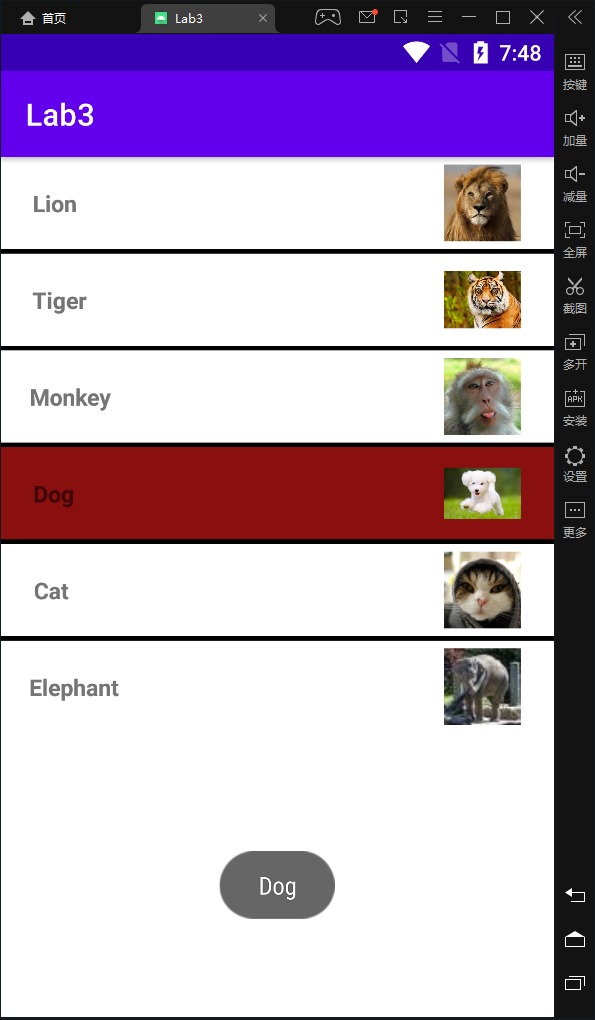 首页
Lab3
7:48
Lab3
Lion
Tiger
Monkey
Dog
Cat
Elephant
Dog
按键
加量
减量
全屏
截图
多开
APK
安装
设置
更多